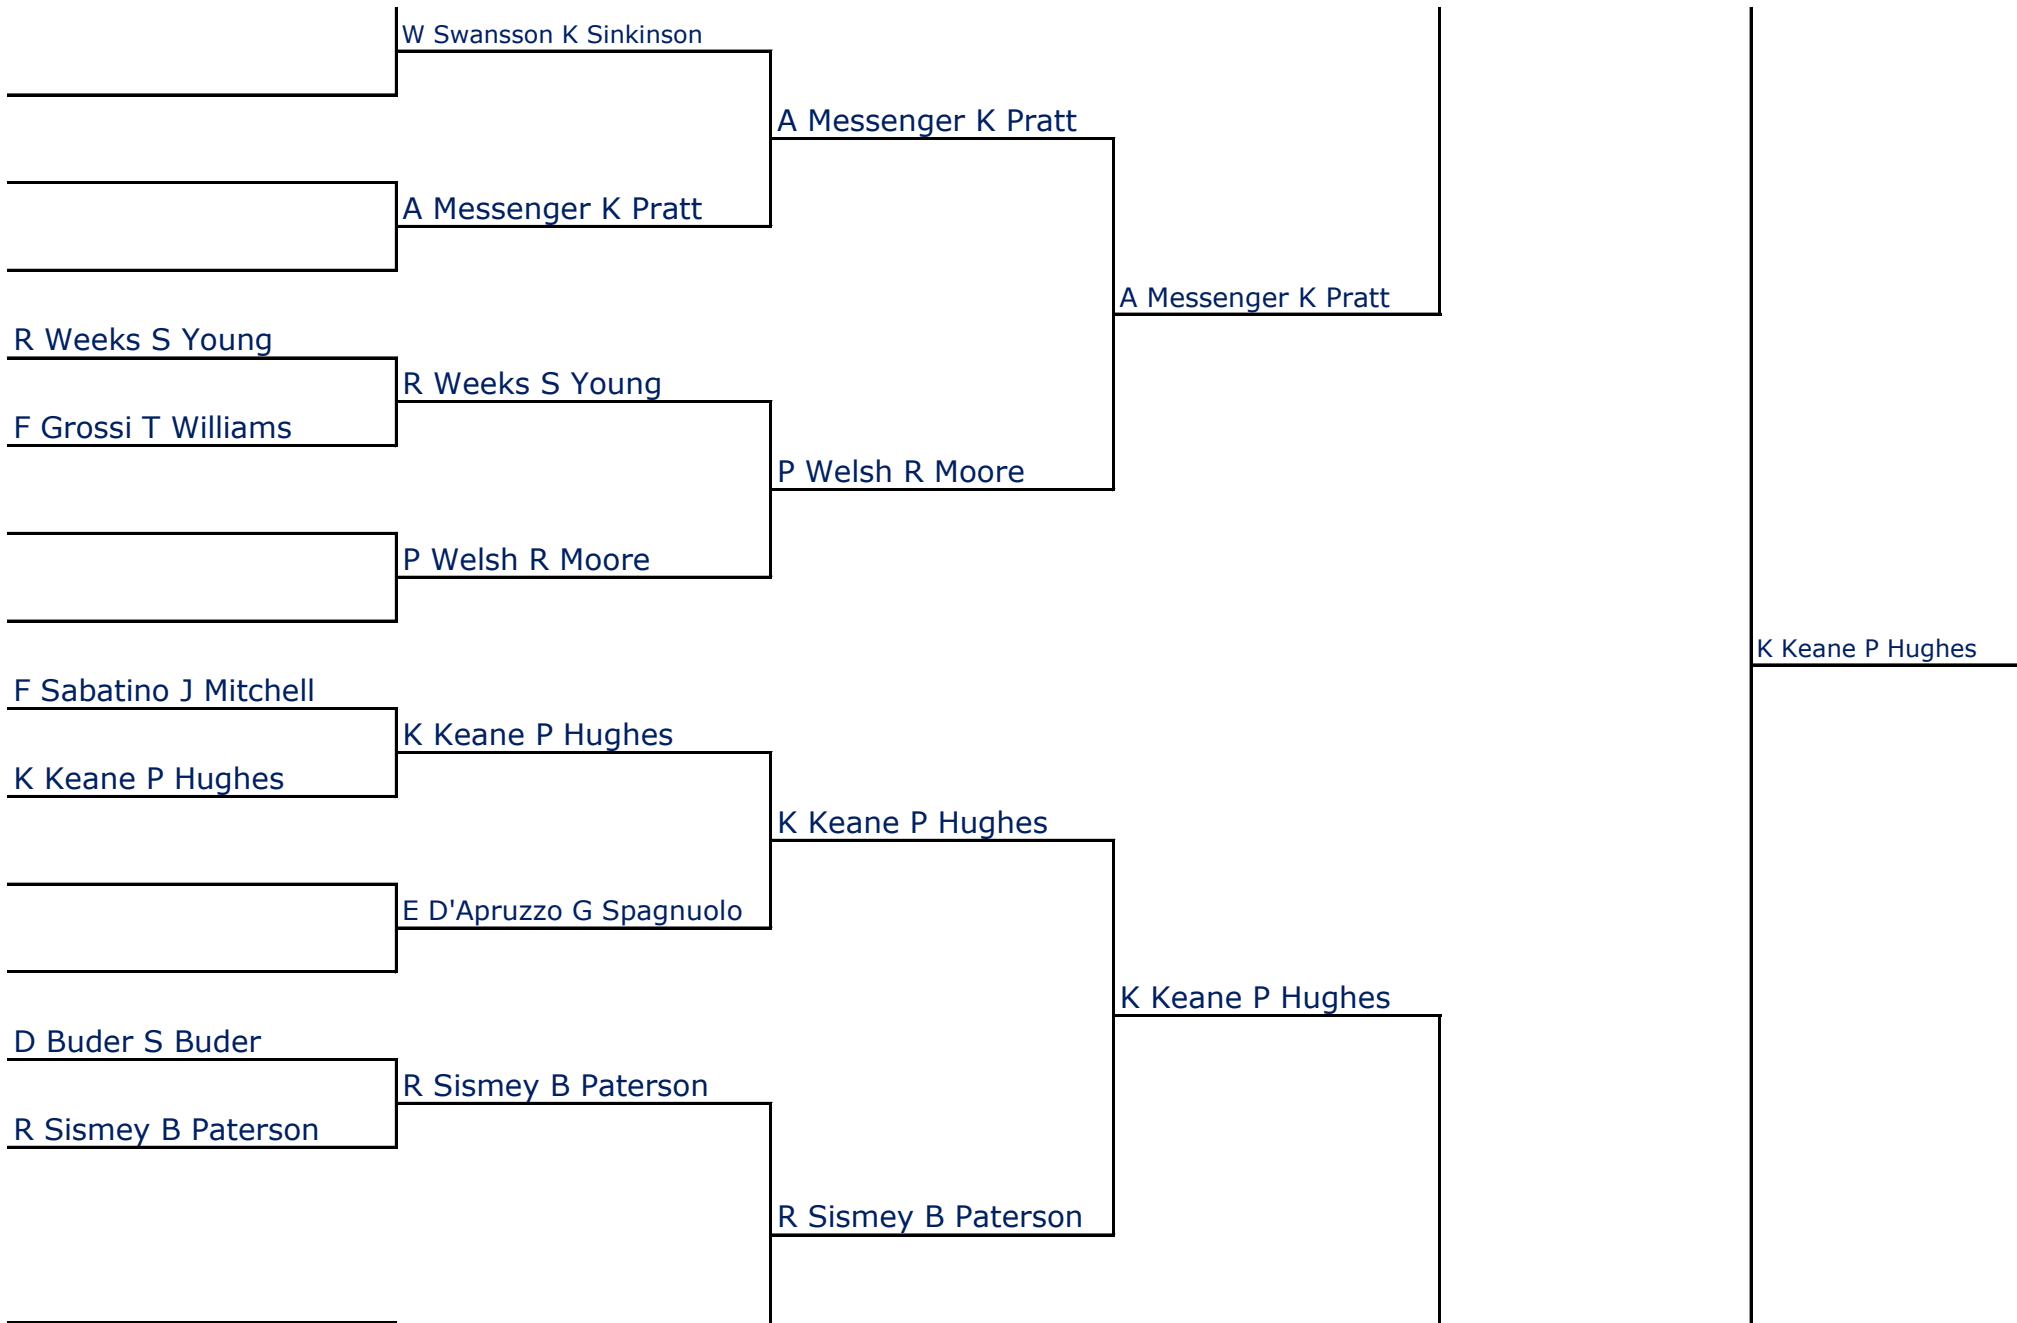 W Swansson K Sinkinson
A Messenger K Pratt
A Messenger K Pratt
A Messenger K Pratt
R Weeks S Young
R Weeks S Young
F Grossi T Williams
P Welsh R Moore
P Welsh R Moore
K Keane P Hughes
F Sabatino J Mitchell
K Keane P Hughes
K Keane P Hughes
K Keane P Hughes
E D'Apruzzo G Spagnuolo
K Keane P Hughes
D Buder S Buder
R Sismey B Paterson
R Sismey B Paterson
R Sismey B Paterson